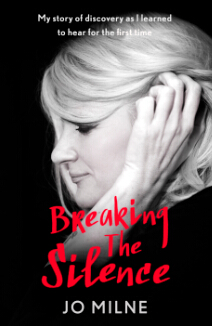 My story of discovery as I learned
to hear for the first time
Breaking
The
Silence
JO MILNE